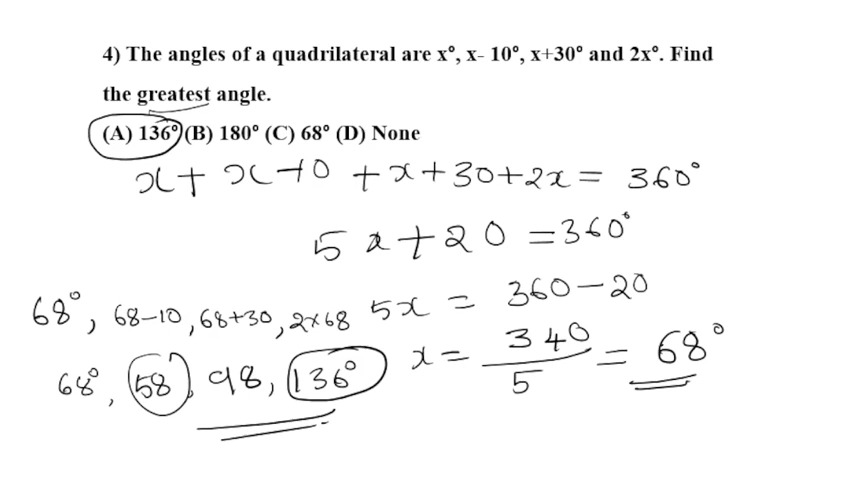 4) The angles of a quadrilateral are x°, x- 10°, x+30° and 2x°. Find
the greatest angle.
(A) 136° (B) 180° (C) 68° (D) None
x + x-10 + x + 30 + 2x = 360°
5x + 20 = 360°
5x = 360 - 20
x = 340/5 = 68°
68°, 68-10, 68+30, 2×68
68°, 58, 98, 136°